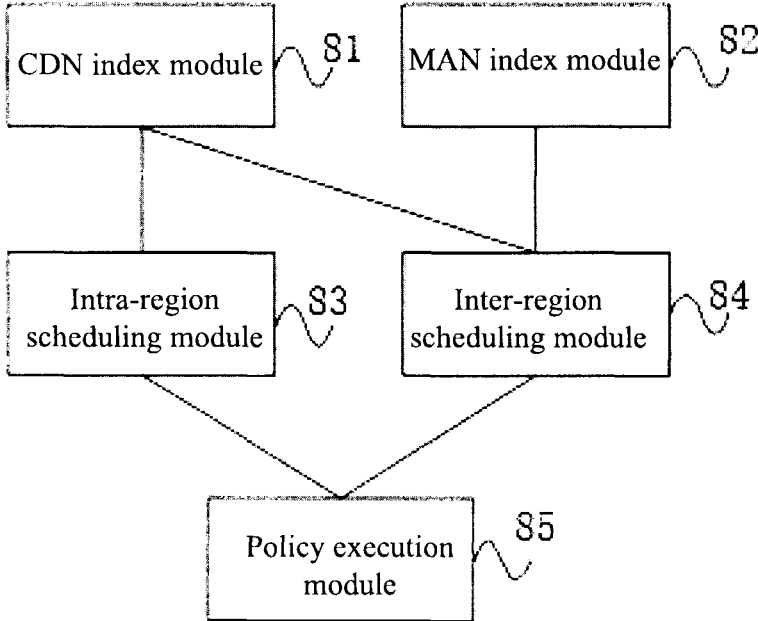 CDN index module
81
MAN index module
82
Intra-region
scheduling module
83
Inter-region
scheduling module
84
Policy execution
module
85